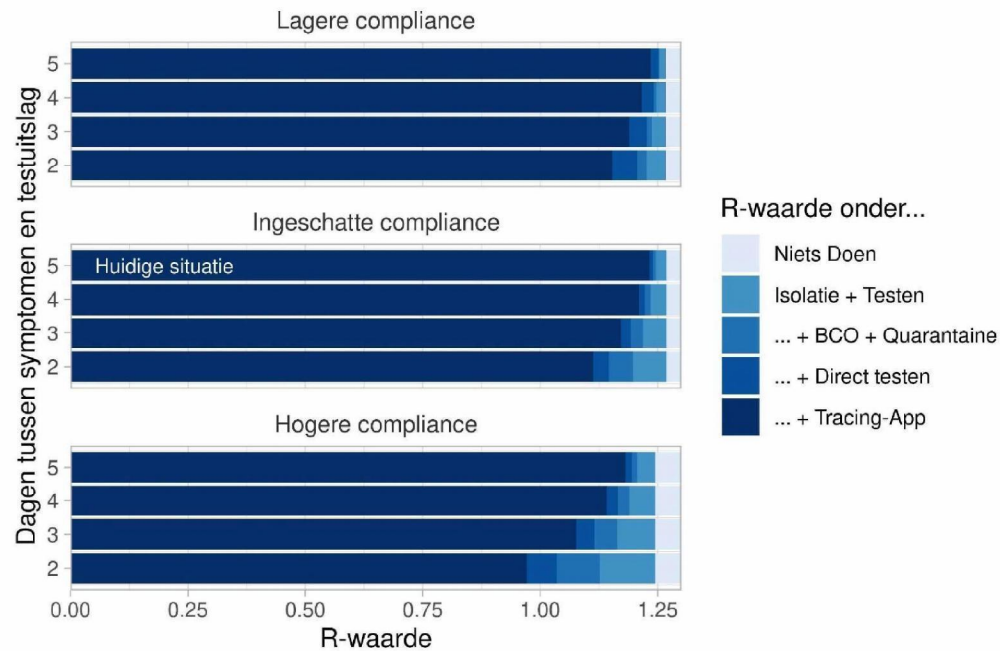 Lagere compliance
5
4
3
2
Ingeschatte compliance
5
Huidige situatie
4
3
2
Hogere compliance
5
4
3
2
0.00 0.25 0.50 0.75 1.00 1.25
R-waarde
Dagen tussen symptomen en testuitslag
R-waarde onder...
Niets Doen
Isolatie + Testen
... + BCO + Quarantaine
... + Direct testen
... + Tracing-App